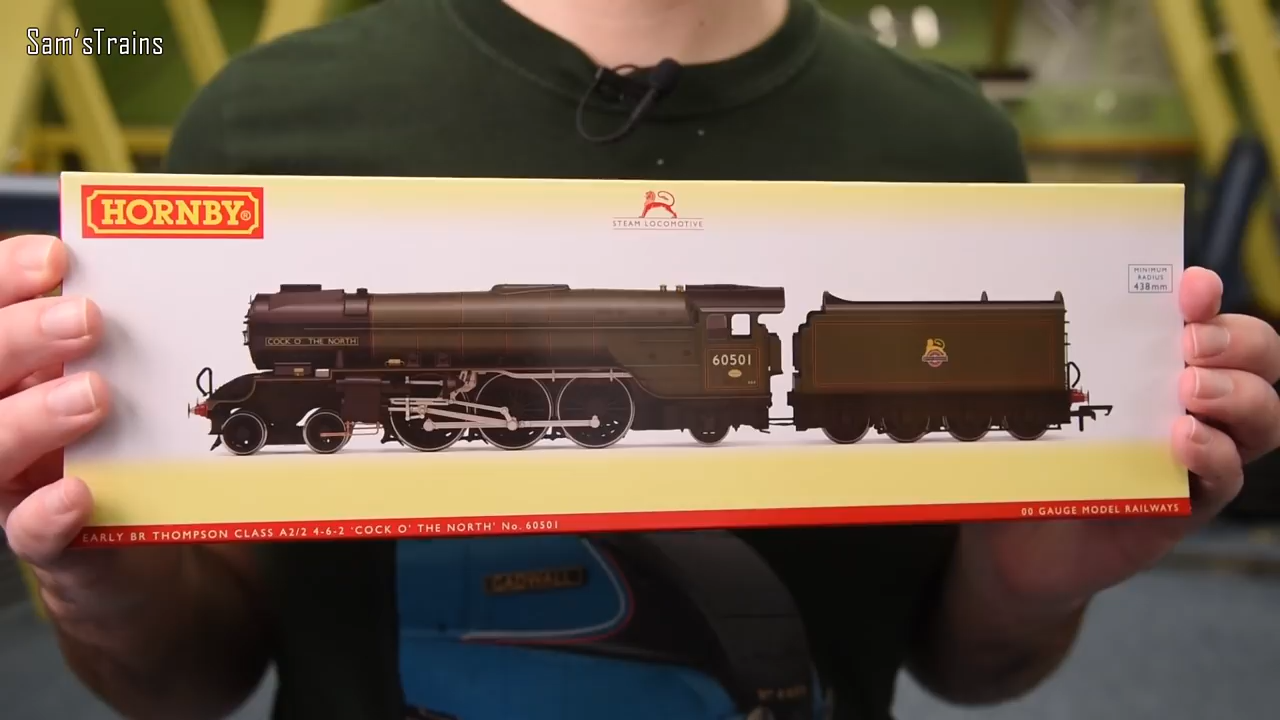 Sam'sTrains
HORNBY®
STEAM LOCOMOTIVE
MINIMUM
RADIUS
438mm
COCK O' THE NORTH
60501
EARLY BR THOMPSON CLASS A2/2 4-6-2 'COCK O' THE NORTH' No. 60501
00 GAUGE MODEL RAILWAYS